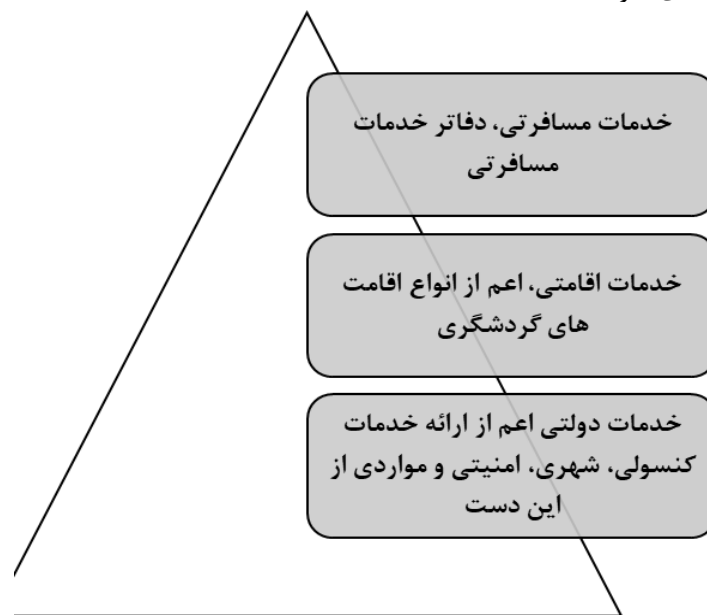 خدمات مسافرتی، دفاتر خدمات
مسافرتی
خدمات اقامتی، اعم از انواع اقامت
های گردشگری
خدمات دولتی اعم از ارائه خدمات
کنسولی، شهری، امنیتی و مواردی از
این دست